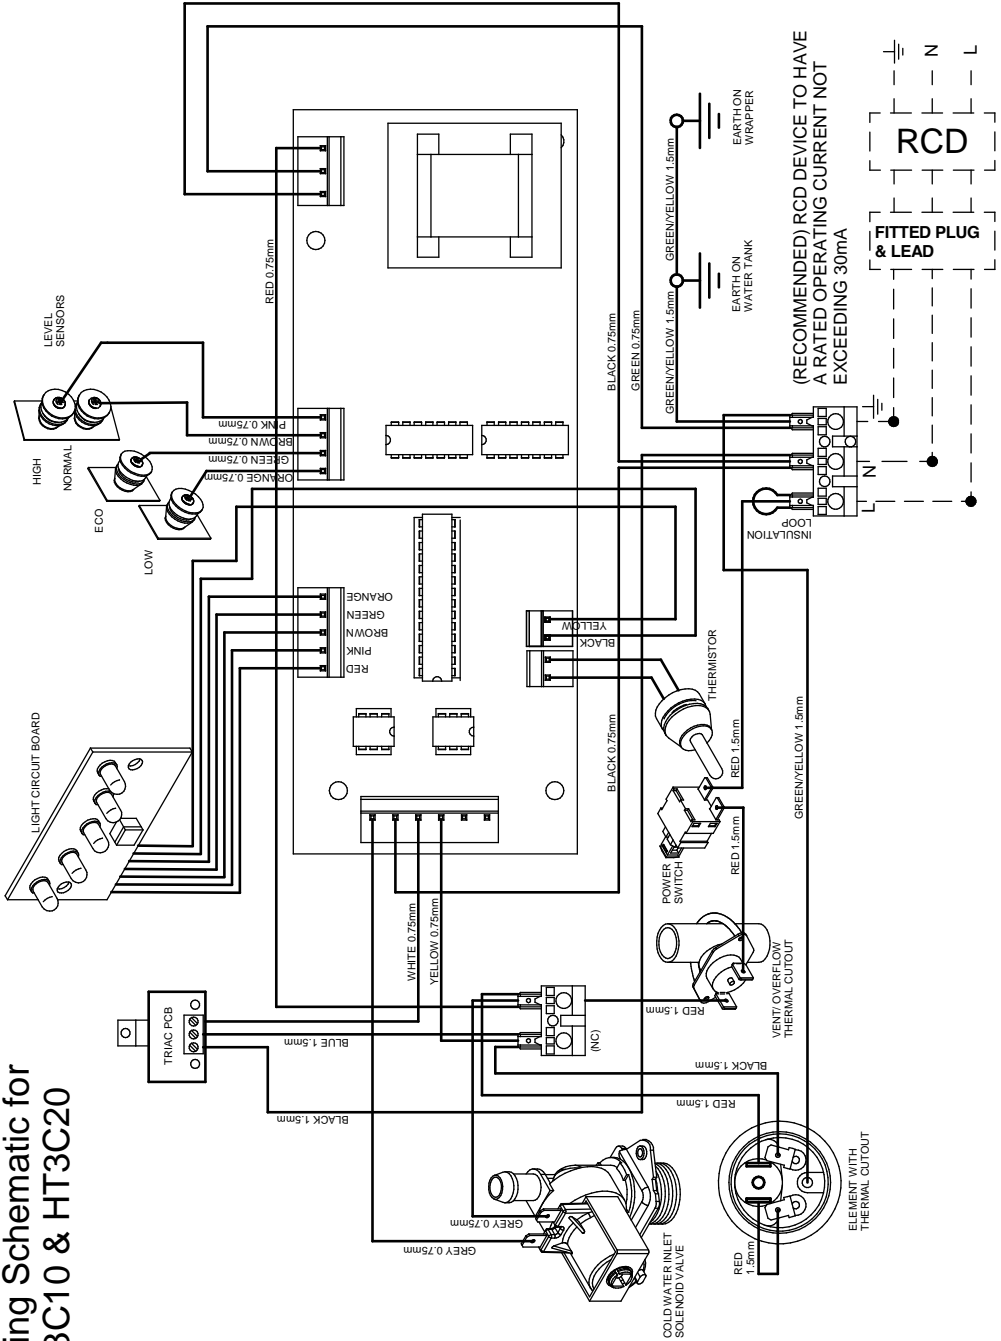 ing Schematic for
3C10 & HT3C20
LIGHT CIRCUIT BOARD
TRIAC PCB
LOW
ECO
NORMAL
HIGH
LEVEL
SENSORS
RED 0.75mm
PINK 0.75mm
BROWN 0.75mm
GREEN 0.75mm
ORANGE 0.75mm
ORANGE
GREEN
BROWN
PINK
RED
YELLOW
BLACK
BLACK 1.5mm
BLUE 1.5mm
WHITE 0.75mm
YELLOW 0.75mm
BLACK 0.75mm
BLACK 0.75mm
GREEN 0.75mm
GREY 0.75mm
GREY 0.75mm
(NC)
COLD WATER INLET
SOLENOID VALVE
RED 1.5mm
BLACK 1.5mm
RED 1.5mm
RED
1.5mm
ELEMENT WITH
THERMAL CUTOUT
VENT/ OVERFLOW
THERMAL CUTOUT
POWER
SWITCH
RED 1.5mm
RED 1.5mm
THERMISTOR
GREEN/YELLOW 1.5mm
INSULATION
LOOP
L
N
GREEN/YELLOW 1.5mm
GREEN/YELLOW 1.5mm
EARTH ON
WATER TANK
EARTH ON
WRAPPER
(RECOMMENDED) RCD DEVICE TO HAVE
A RATED OPERATING CURRENT NOT
EXCEEDING 30mA
FITTED PLUG
& LEAD
RCD
N
L